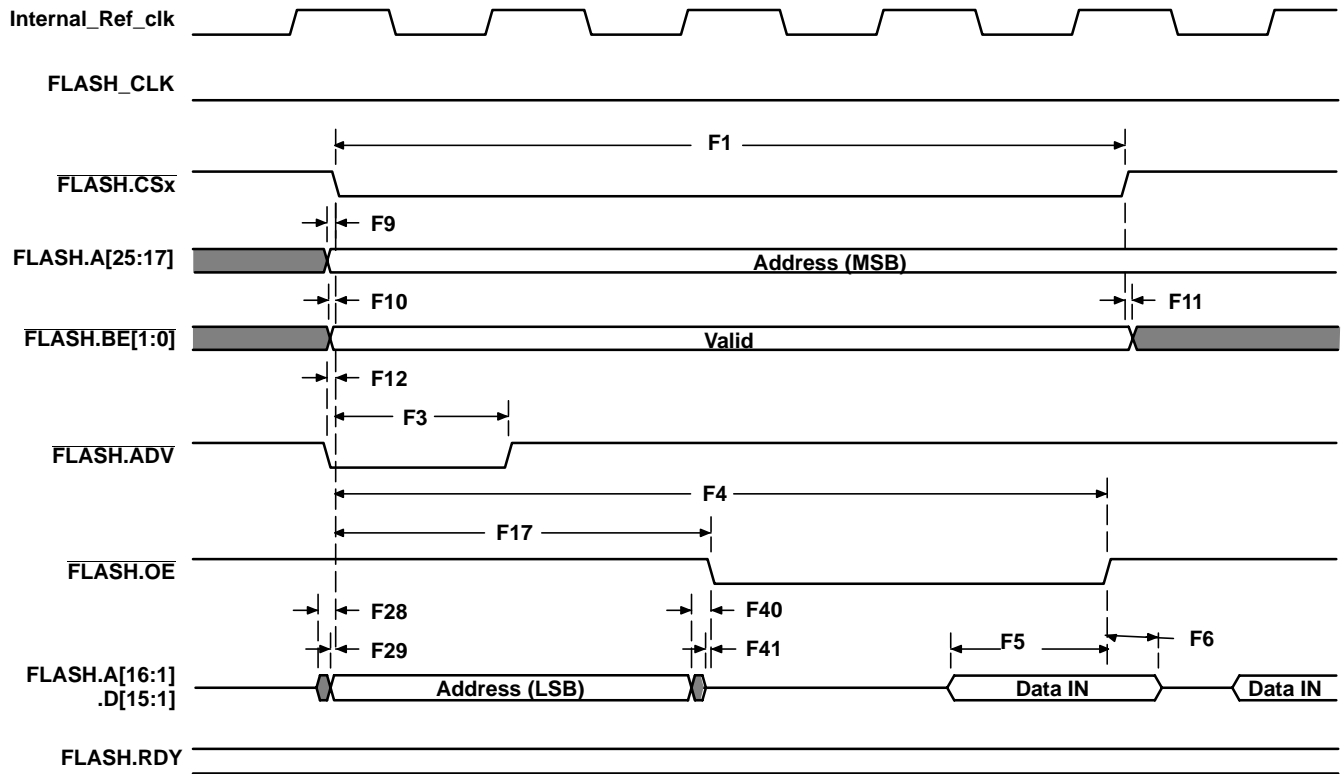 Internal_Ref_clk
FLASH_CLK
F1
FLASH.CSx
F9
FLASH.A[25:17]
Address (MSB)
F10
F11
FLASH.BE[1:0]
Valid
F12
F3
FLASH.ADV
F4
F17
FLASH.OE
F28
F40
F29
F41
F5
F6
FLASH.A[16:1]
.D[15:1]
Address (LSB)
Data IN
Data IN
FLASH.RDY